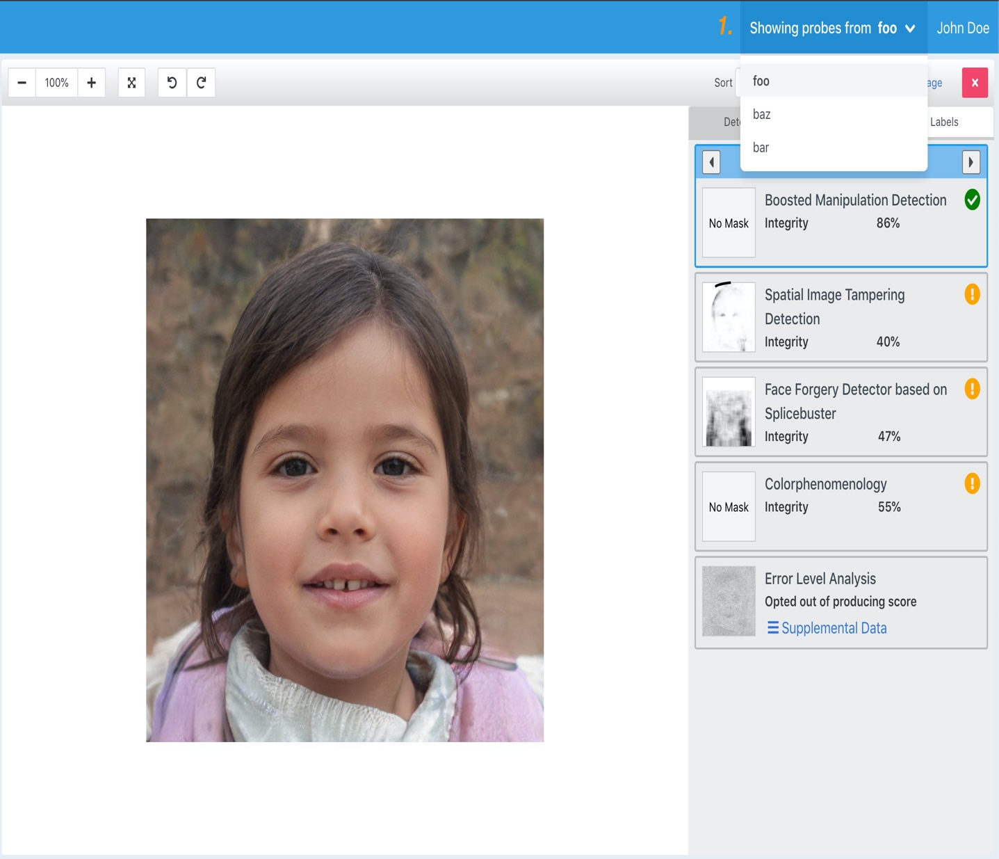 1.
Showing probes from foo
John Doe
100%
Sort
foo
baz
bar
Labels
Boosted Manipulation Detection
No Mask
Integrity 86%
Spatial Image Tampering
Detection
Integrity 40%
Face Forgery Detector based on
Splicebuster
Integrity 47%
Colorphenomenology
No Mask
Integrity 55%
Error Level Analysis
Opted out of producing score
Supplemental Data